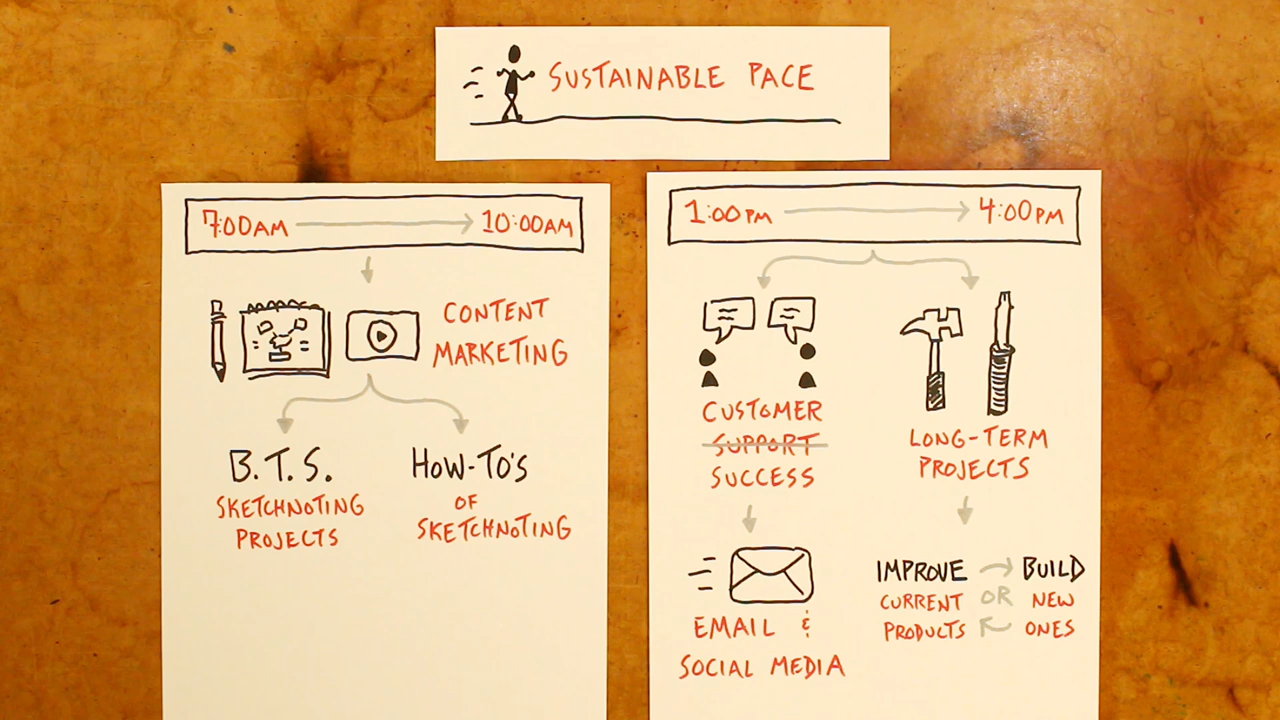 SUSTAINABLE PACE
7:00AM 10:00AM
CONTENT
MARKETING
B.T.S.
SKETCHNOTING
PROJECTS
HOW-TO'S
OF
SKETCHNOTING
1:00PM 4:00PM
CUSTOMER
SUPPORT
SUCCESS
EMAIL &
SOCIAL MEDIA
LONG-TERM
PROJECTS
IMPROVE BUILD
CURRENT OR NEW
PRODUCTS ONES